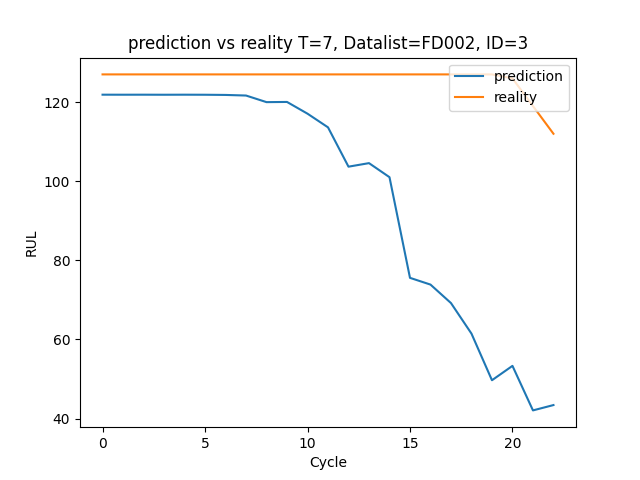 prediction vs reality T=7, Datalist=FD002, ID=3
prediction
reality
120
100
80
60
40
RUL
0 5 10 15 20
Cycle